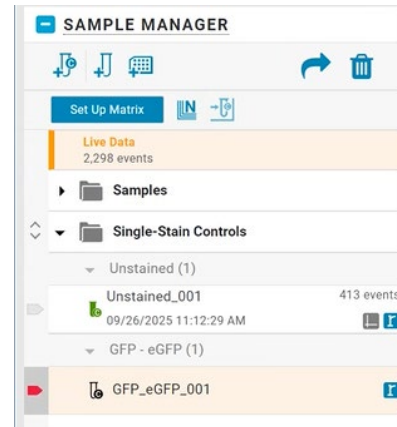 SAMPLE MANAGER
Set Up Matrix
N
Live Data
2,298 events
Samples
Single-Stain Controls
Unstained (1)
Unstained_001
413 events
09/26/2025 11:12:29 AM
GFP - eGFP (1)
GFP_eGFP_001